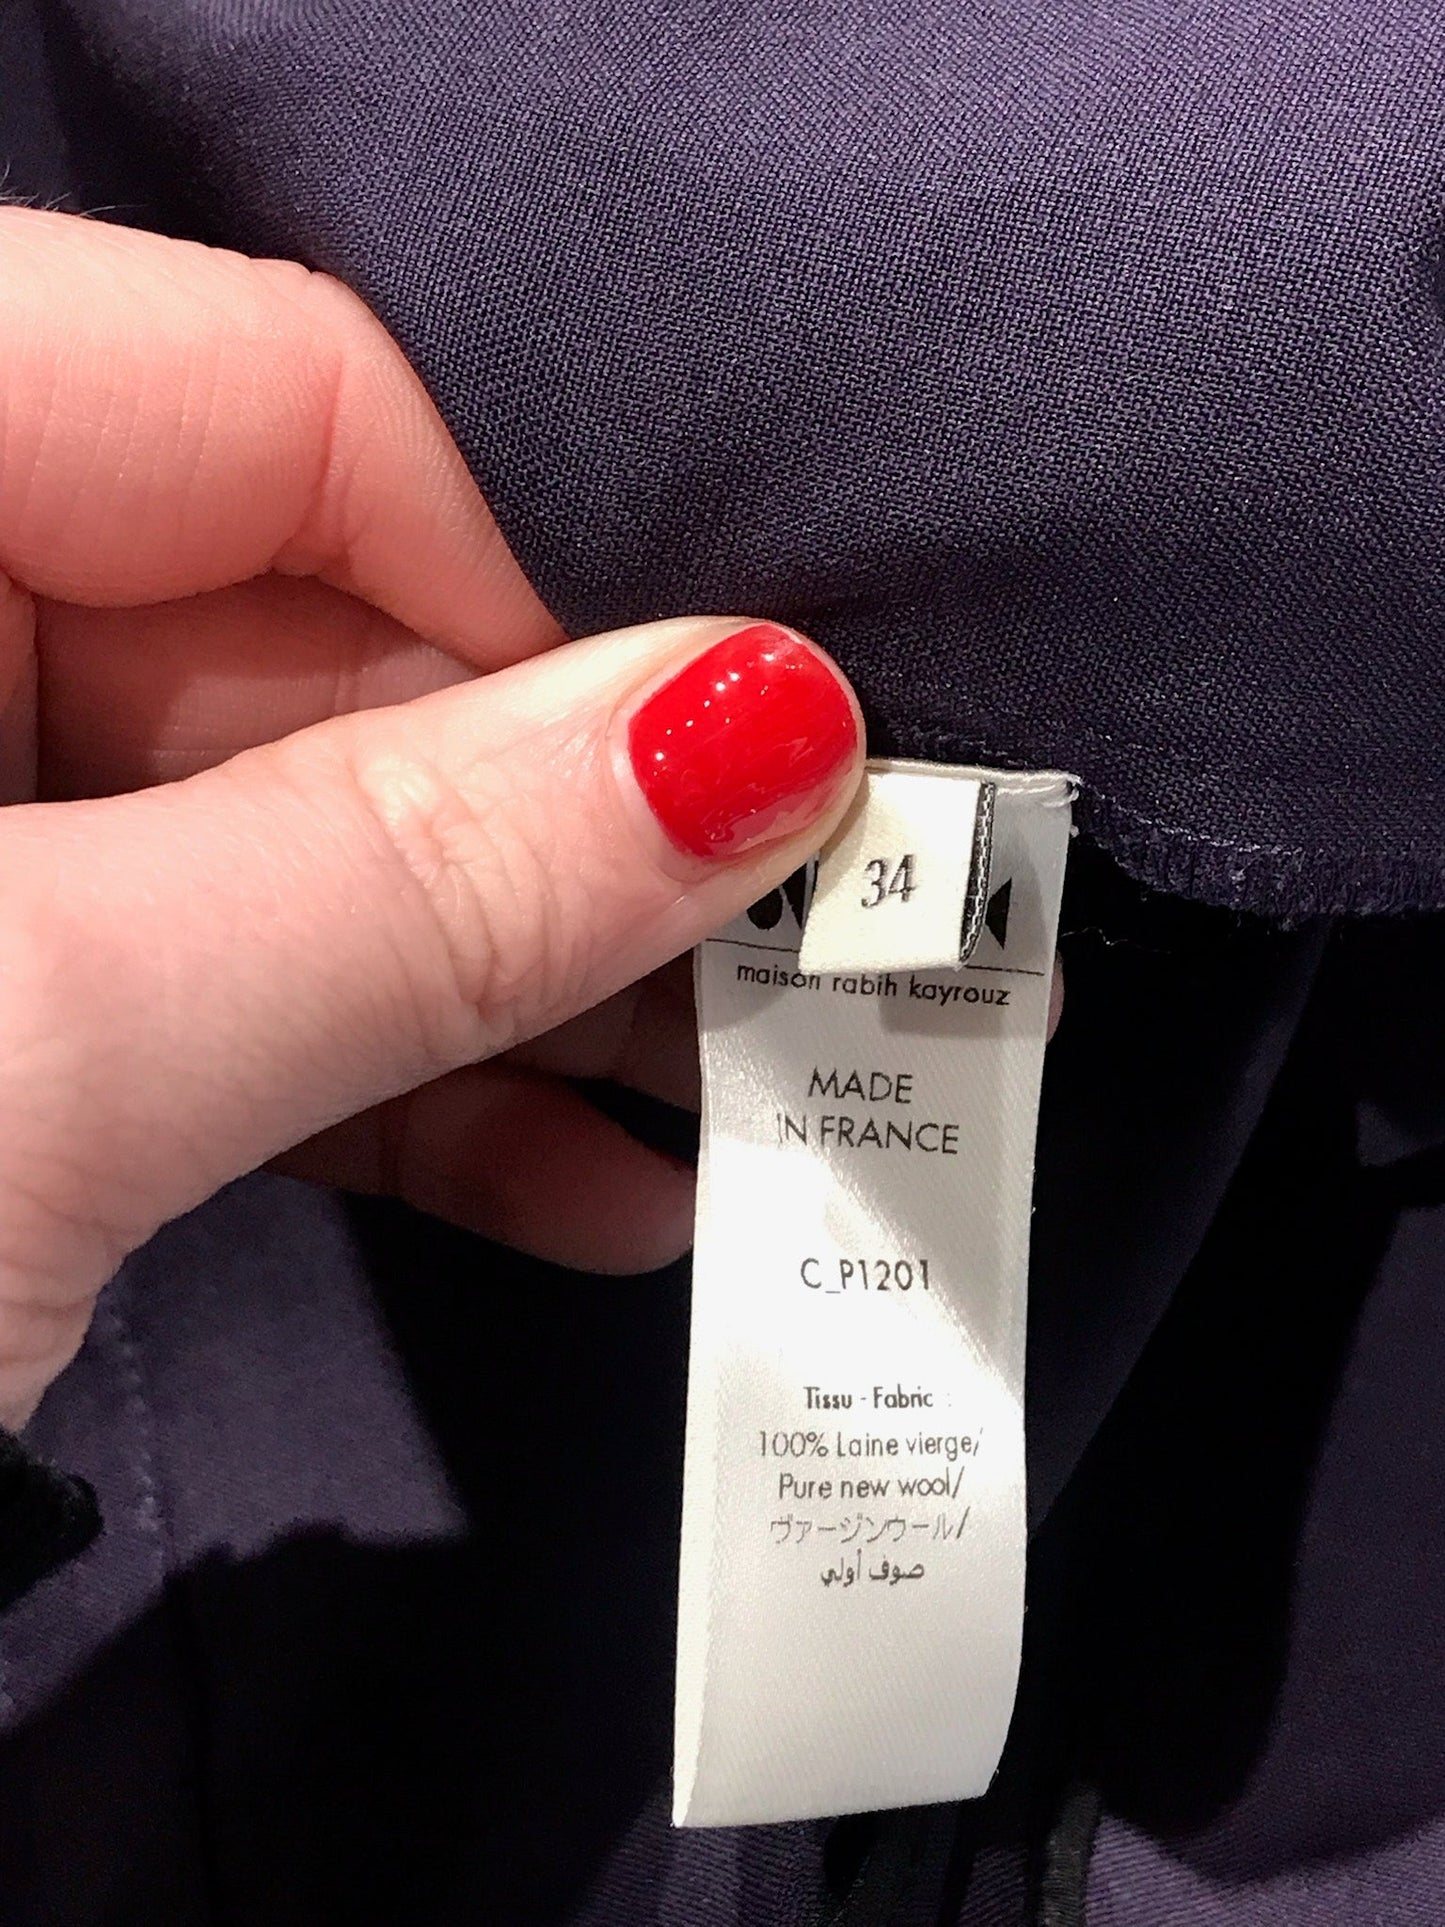 34
maison rabih kayrouz
MADE
IN FRANCE
C_P1201
Tissu - Fabric :
100% Laine vierge/
Pure new wool/
ヴァージンウール/
صوف أولي